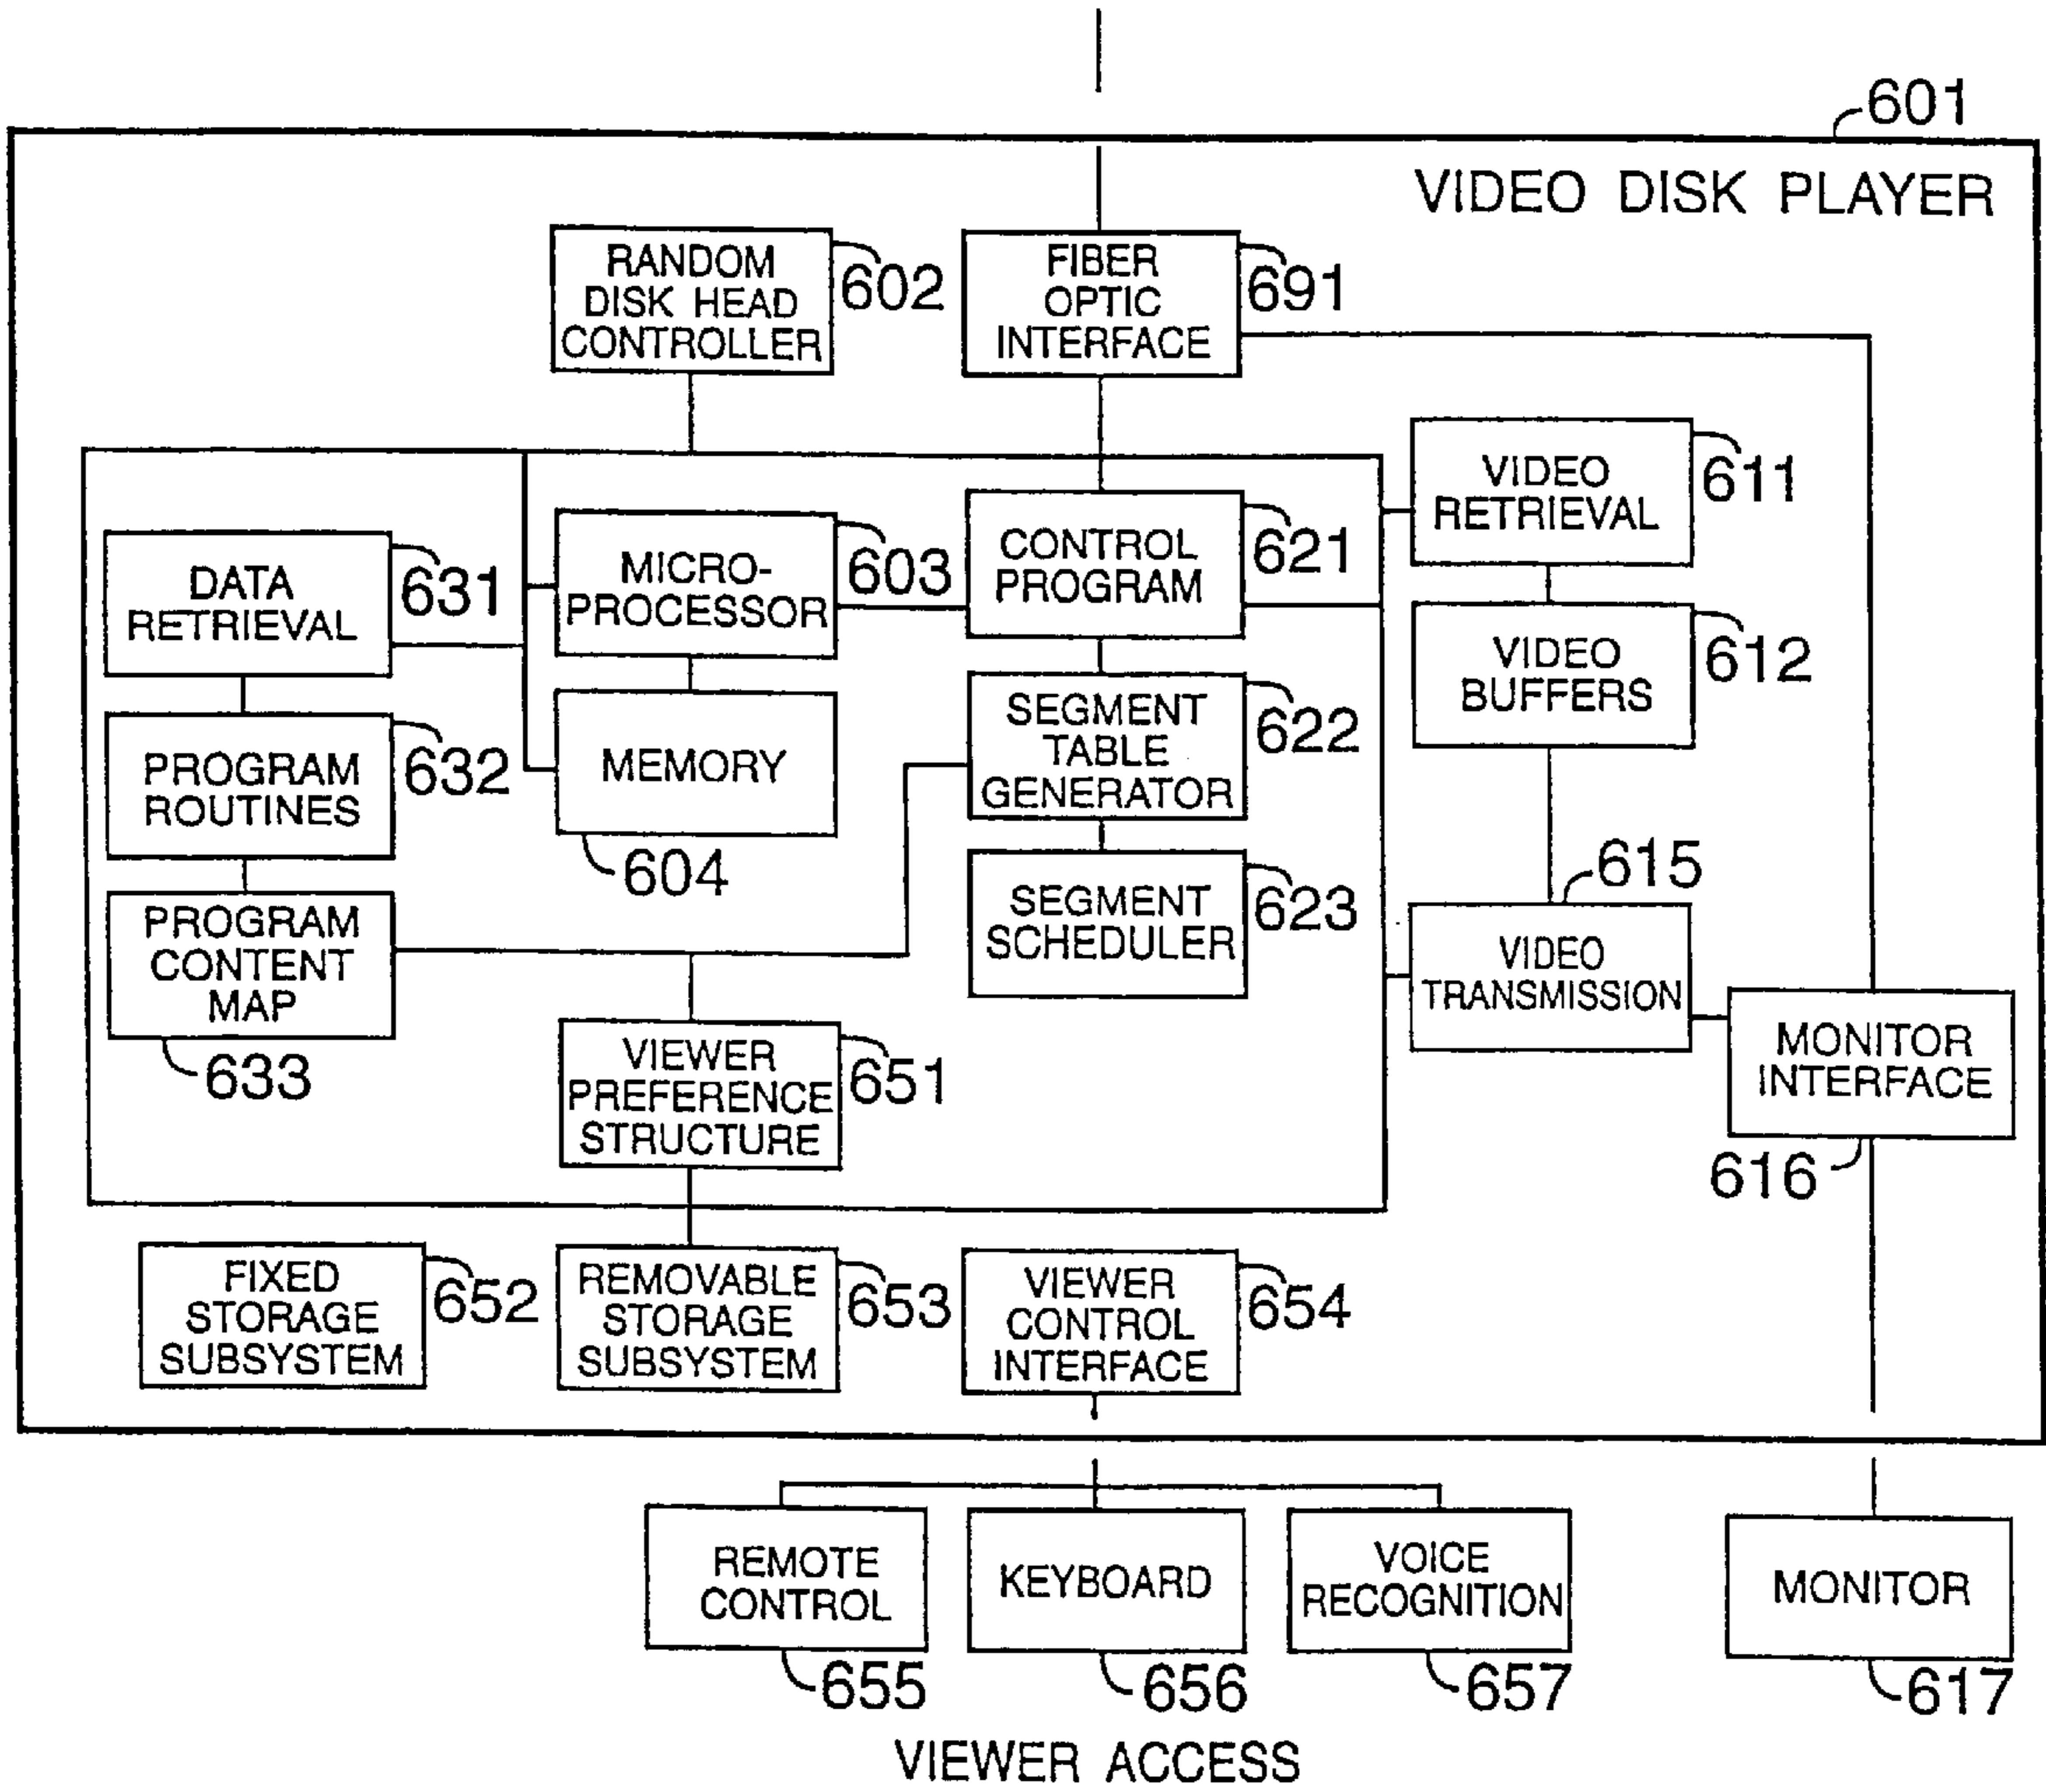 601
VIDEO DISK PLAYER
RANDOM
DISK HEAD
CONTROLLER
602
FIBER
OPTIC
INTERFACE
691
VIDEO
RETRIEVAL
611
DATA
RETRIEVAL
631
MICRO-
PROCESSOR
603
CONTROL
PROGRAM
621
VIDEO
BUFFERS
612
PROGRAM
ROUTINES
632
MEMORY
604
SEGMENT
TABLE
GENERATOR
622
PROGRAM
CONTENT
MAP
633
SEGMENT
SCHEDULER
623
615
VIDEO
TRANSMISSION
MONITOR
INTERFACE
616
VIEWER
PREFERENCE
STRUCTURE
651
FIXED
STORAGE
SUBSYSTEM
652
REMOVABLE
STORAGE
SUBSYSTEM
653
VIEWER
CONTROL
INTERFACE
654
REMOTE
CONTROL
655
KEYBOARD
656
VOICE
RECOGNITION
657
MONITOR
617
VIEWER ACCESS